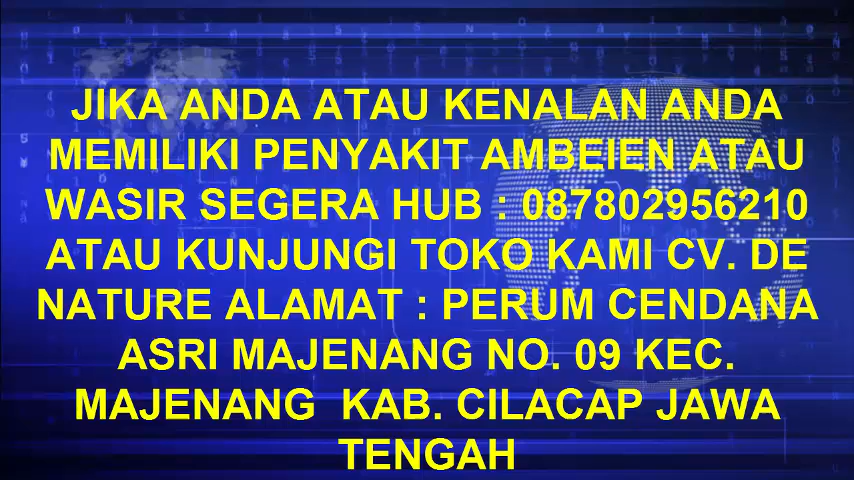 JIKA ANDA ATAU KENALAN ANDA
MEMILIKI PENYAKIT AMBEIEN ATAU
WASIR SEGERA HUB : 087802956210
ATAU KUNJUNGI TOKO KAMI CV. DE
NATURE ALAMAT : PERUM CENDANA
ASRI MAJENANG NO. 09 KEC.
MAJENANG  KAB. CILACAP JAWA
TENGAH